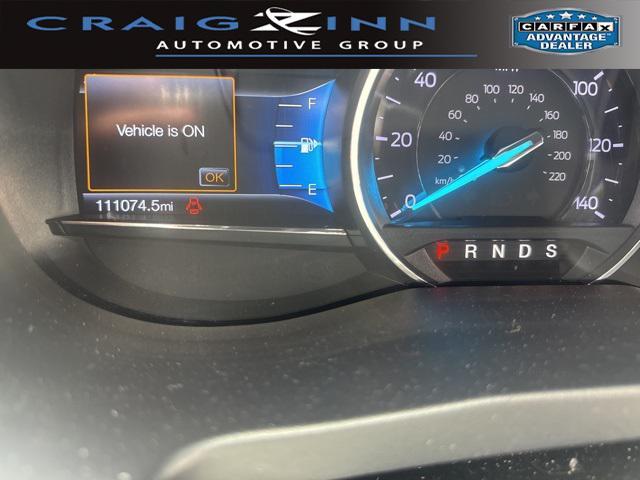 CRAIG ZINN
AUTOMOTIVE GROUP
CARFAX
ADVANTAGE
DEALER
Vehicle is ON
OK
F
E
111074.5mi
0
20
40
100
120
140
MPH
20
40
60
80
100
120
140
160
180
200
220
km/h
P R N D S